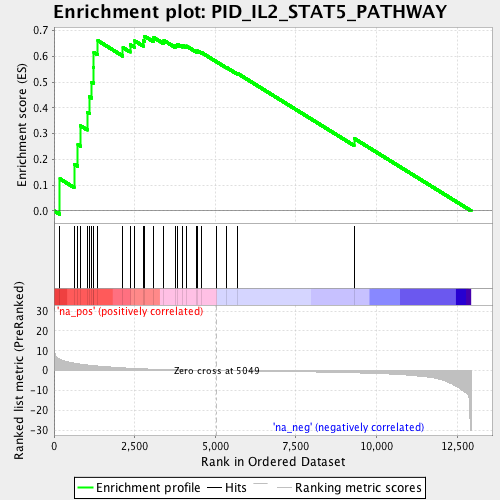 Enrichment plot: PID_IL2_STAT5_PATHWAY
Enrichment score (ES)
0.7
0.6
0.5
0.4
0.3
0.2
0.1
0.0
'na_pos' (positively correlated)
Ranked list metric (PreRanked)
30
20
10
0
-10
-20
-30
Zero cross at 5049
'na_neg' (negatively correlated)
0
2,500
5,000
7,500
10,000
12,500
Rank in Ordered Dataset
Enrichment profile
Hits
Ranking metric scores